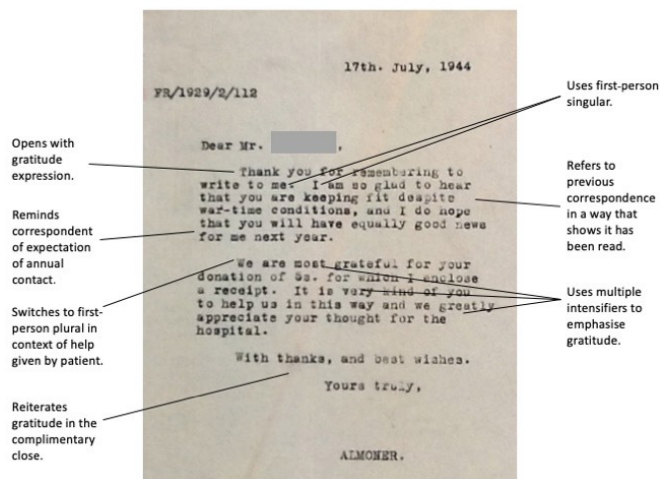 Opens with
gratitude
expression.
Reminds
correspondent
of expectation
of annual
contact.
Switches to first-
person plural in
context of help
given by patient.
Reiterates
gratitude in the
complimentary
close.
17th. July, 1944
FR/1929/2/112
Dear Mr. ,
Thank you for remembering to
write to me. I am so glad to hear
that you are keeping fit despite
war-time conditions, and I do hope
that you will have equally good news
for me next year.
We are most grateful for your
donation of for which I enclose
a receipt. It is very kind of you
to help us in this way and we greatly
appreciate your thought for the
hospital.
With thanks, and best wishes.
Yours truly,
ALMONER.
Uses first-person
singular.
Refers to
previous
correspondence
in a way that
shows it has
been read.
Uses multiple
intensifiers to
emphasise
gratitude.